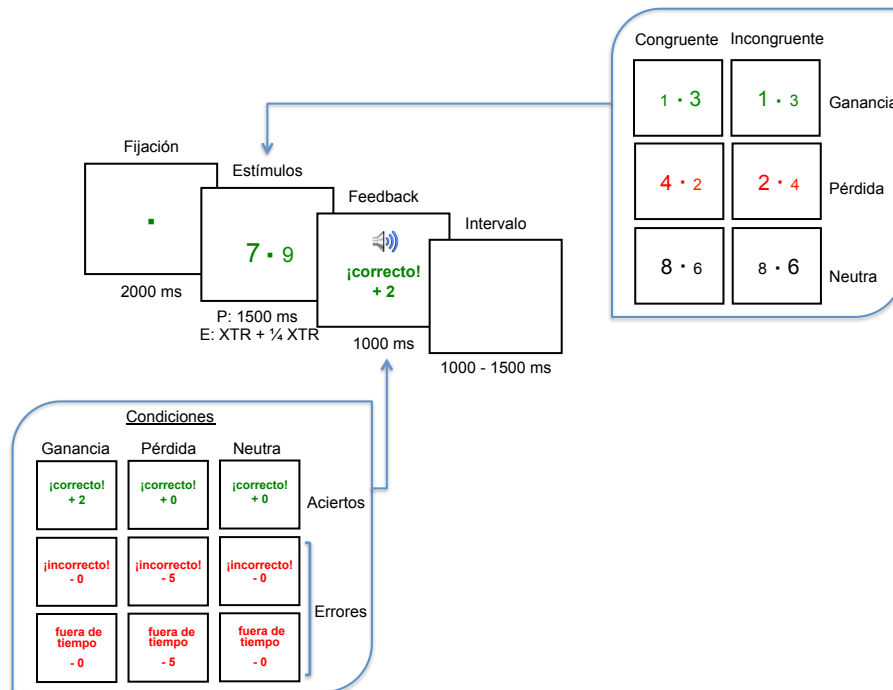 Congruente Incongruente
1 · 3 1 · 3 Ganancia
4 · 2 2 · 4 Pérdida
8 · 6 8 · 6 Neutra
Fijación
2000 ms
Estímulos
7 · 9
P: 1500 ms
E: XTR + ¼ XTR
Feedback
¡correcto!
+ 2
1000 ms
Intervalo
1000 - 1500 ms
Condiciones
Ganancia Pérdida Neutra
¡correcto! ¡correcto! ¡correcto!
+ 2 + 0 + 0
Aciertos
¡incorrecto! ¡incorrecto! ¡incorrecto!
- 0 - 5 - 0
Errores
fuera de fuera de fuera de
tiempo tiempo tiempo
- 0 - 5 - 0